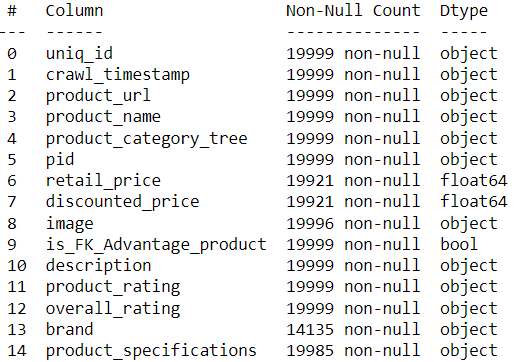 #   Column                   Non-Null Count  Dtype
---  ------                   --------------  -----
 0   uniq_id                  19999 non-null  object
 1   crawl_timestamp          19999 non-null  object
 2   product_url              19999 non-null  object
 3   product_name             19999 non-null  object
 4   product_category_tree    19999 non-null  object
 5   pid                      19999 non-null  object
 6   retail_price             19921 non-null  float64
 7   discounted_price         19921 non-null  float64
 8   image                    19996 non-null  object
 9   is_FK_Advantage_product  19999 non-null  bool
 10  description              19999 non-null  object
 11  product_rating           19999 non-null  object
 12  overall_rating           19999 non-null  object
 13  brand                    14135 non-null  object
 14  product_specifications   19985 non-null  object